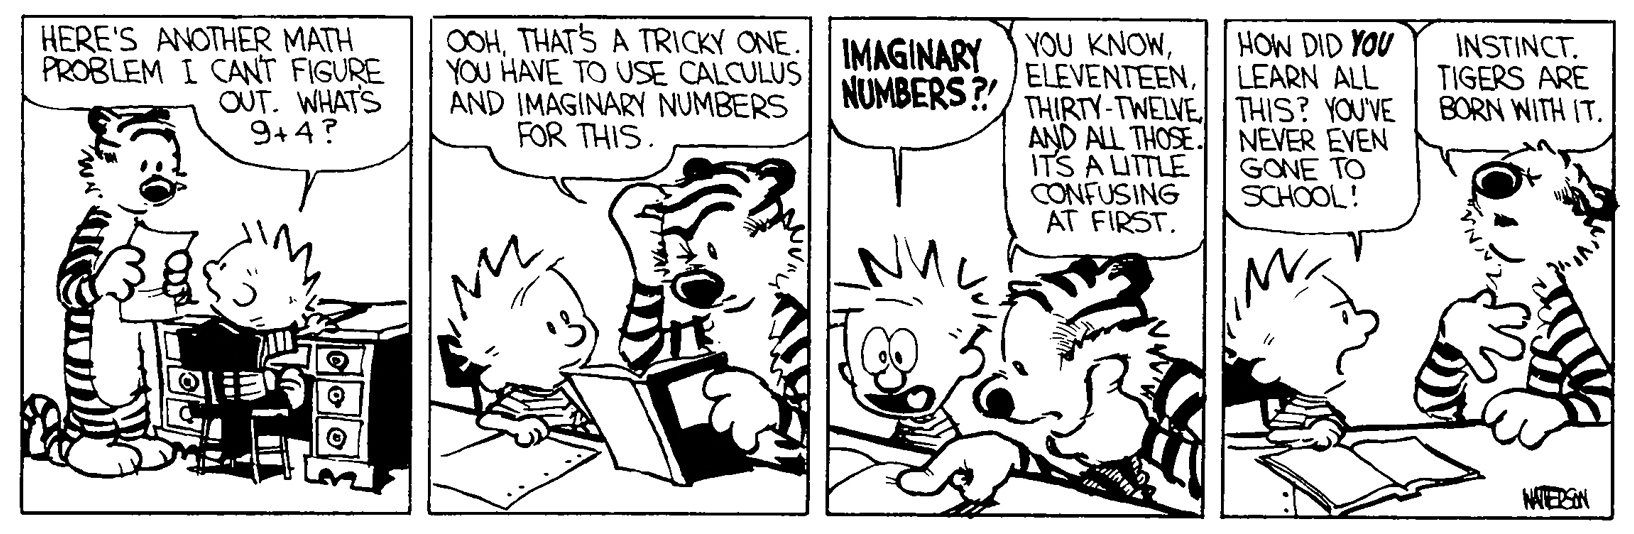 HERE'S ANOTHER MATH
PROBLEM I CAN'T FIGURE
OUT. WHAT'S
9+4?
OOH, THAT'S A TRICKY ONE.
YOU HAVE TO USE CALCULUS
AND IMAGINARY NUMBERS
FOR THIS.
IMAGINARY
NUMBERS?!
YOU KNOW,
ELEVENTEEN,
THIRTY-TWELVE,
AND ALL THOSE.
IT'S A LITTLE
CONFUSING
AT FIRST.
HOW DID YOU
LEARN ALL
THIS? YOU'VE
NEVER EVEN
GONE TO
SCHOOL!
INSTINCT.
TIGERS ARE
BORN WITH IT.
WATTERSON